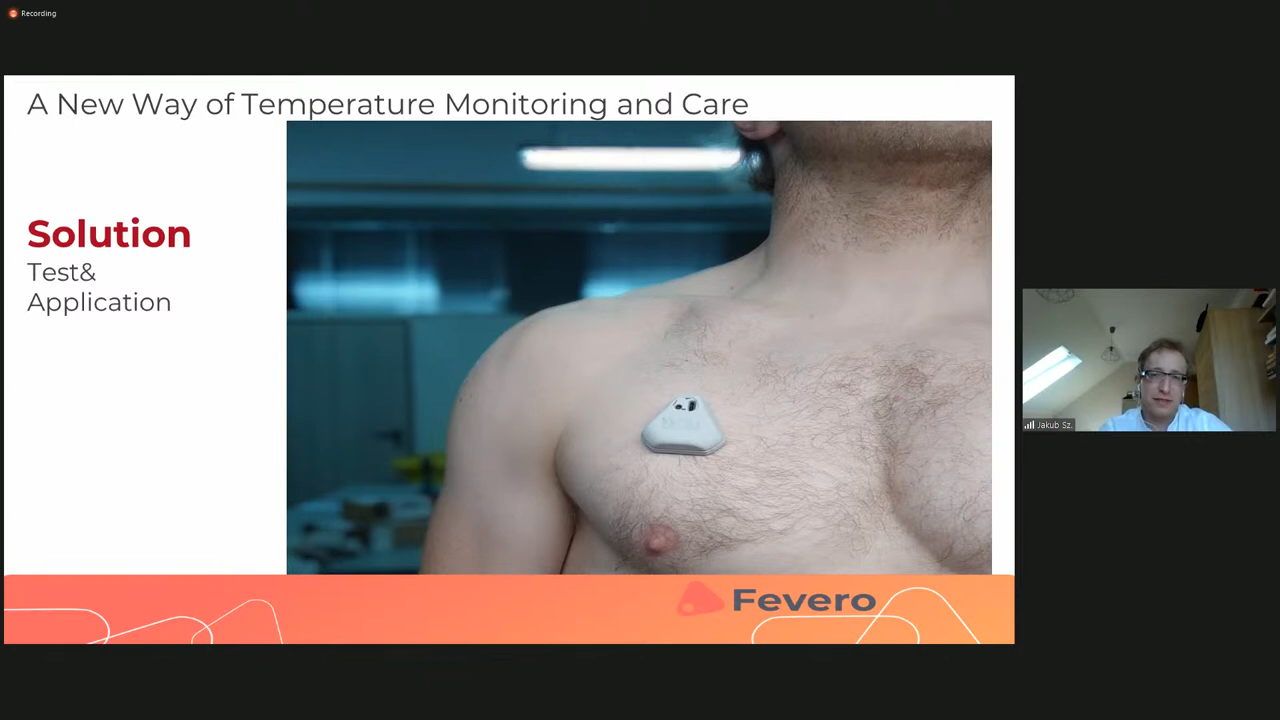 Recording
A New Way of Temperature Monitoring and Care
Solution
Test&
Application
Fevero
Jakub Sz.